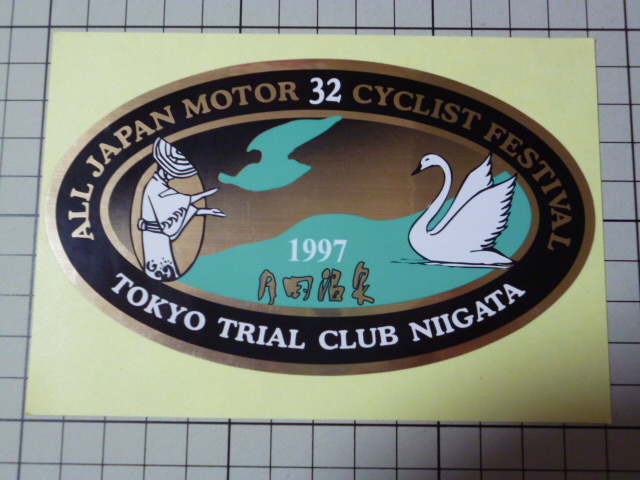 ALL JAPAN MOTOR 32 CYCLIST FESTIVAL
1997
月岡温泉
TOKYO TRIAL CLUB NIIGATA